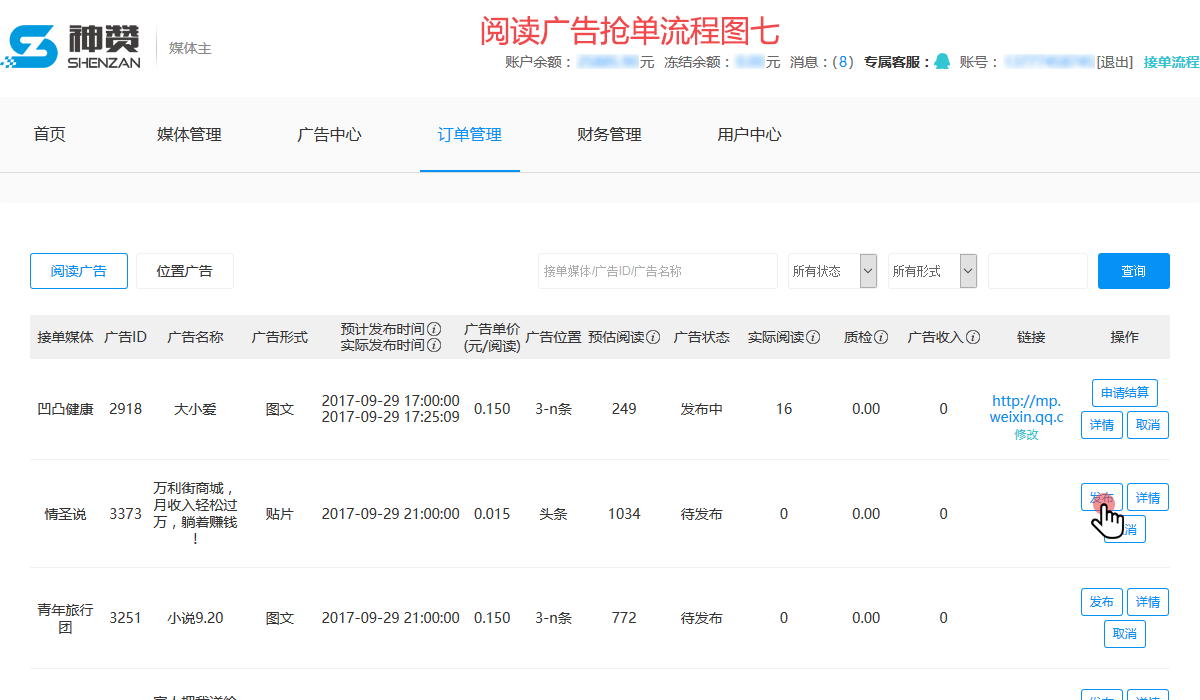 阅读广告抢单流程图七
神赞
SHENZAN
媒体主
账户余额： 元 冻结余额： 元 消息：(8) 专属客服： 账号： [退出] 接单流程
首页 媒体管理 广告中心 订单管理 财务管理 用户中心
阅读广告 位置广告 接单媒体/广告ID/广告名称 所有状态 所有形式 查询
接单媒体 广告ID 广告名称 广告形式 预计发布时间 广告单价 广告位置 预估阅读 广告状态 实际阅读 质检 广告收入 链接 操作
实际发布时间 (元/阅读)
凹凸健康 2918 大小爱 图文 2017-09-29 17:00:00 0.150 3-n条 249 发布中 16 0.00 0 http://mp. 申请结算
2017-09-29 17:25:09 weixin.qq.c 详情 取消
修改
万利街商城，
情圣说 3373 月收入轻松过 贴片 2017-09-29 21:00:00 0.015 头条 1034 待发布 0 0.00 0 发布 详情
万，躺着赚钱 消
！
青年旅行 3251 小说9.20 图文 2017-09-29 21:00:00 0.150 3-n条 772 待发布 0 0.00 0 发布 详情
团 取消